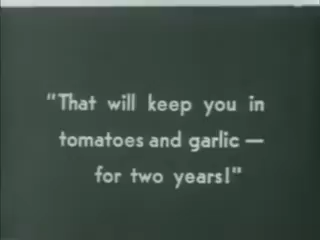 "That will keep you in
tomatoes and garlic —
for two years!"